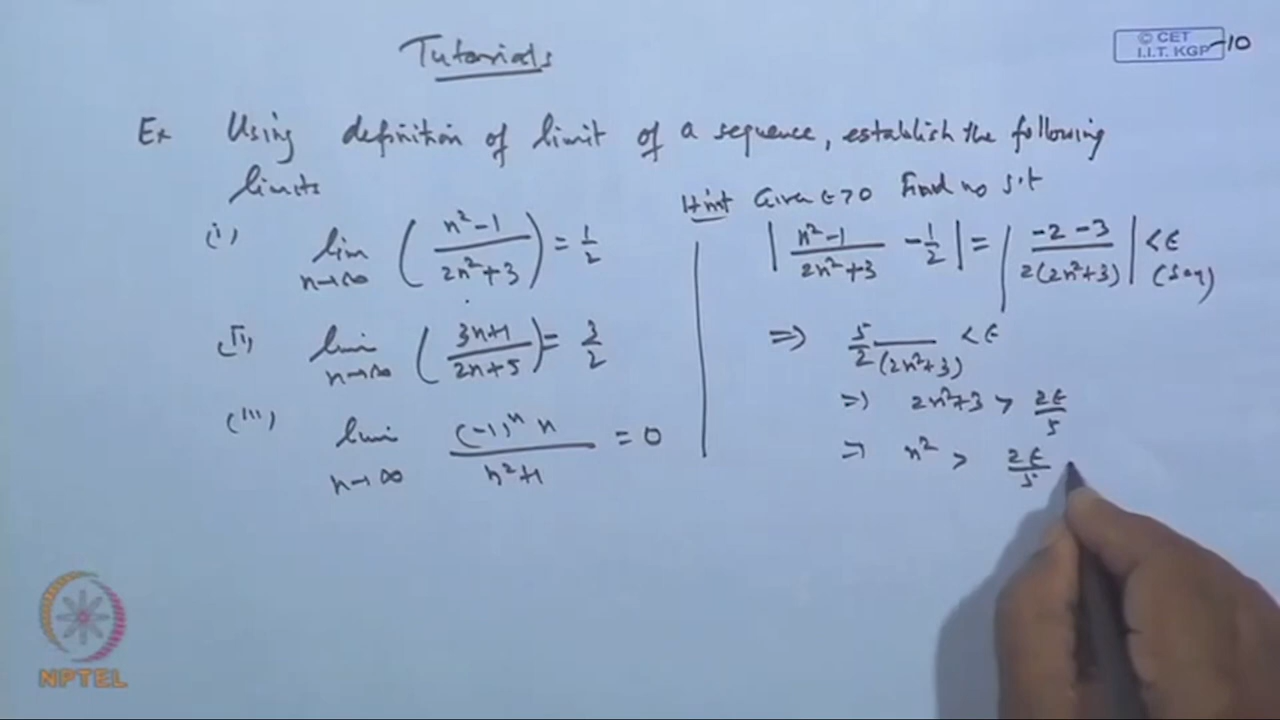 Tutorials
© CET
I.I.T. KGP -10
Ex Using definition of limit of a sequence, establish the following
limits
(i) lim n→∞ ( n²-1 / 2n²+3 ) = 1/2
(ii) lim n→∞ ( 3n+1 / 2n+5 ) = 3/2
(iii) lim n→∞ (-1)ⁿ n / n²+1 = 0
Hint Given ε>0 Find n₀ s.t
| n²-1 / 2n²+3 - 1/2 | = | -2-3 / 2(2n²+3) | < ε (say)
⇒ 5 / 2(2n²+3) < ε
⇒ 2n²+3 > 2ε/5
⇒ n² > 2ε/5
NPTEL